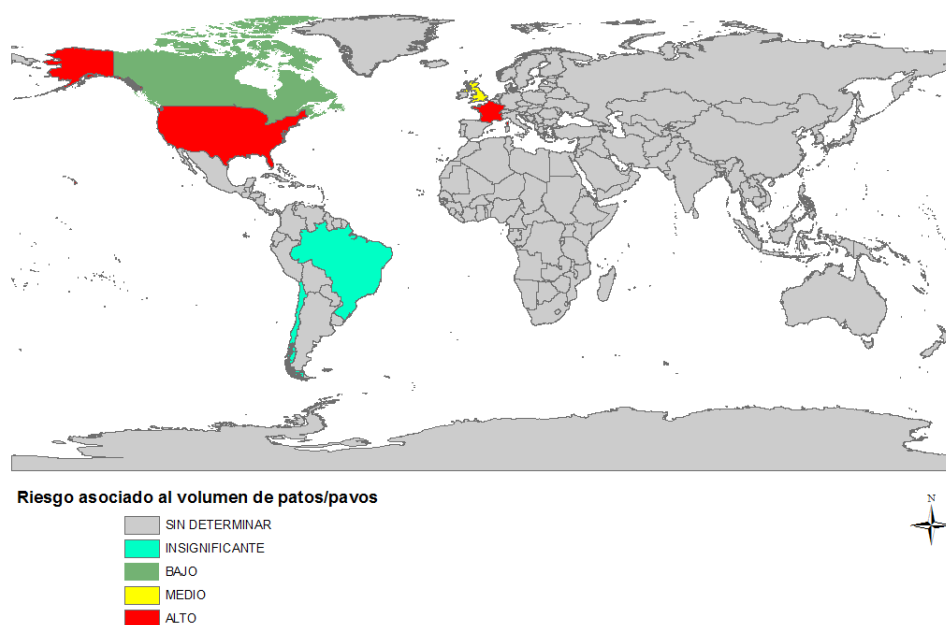 Riesgo asociado al volumen de patos/pavos
N
SIN DETERMINAR
INSIGNIFICANTE
BAJO
MEDIO
ALTO